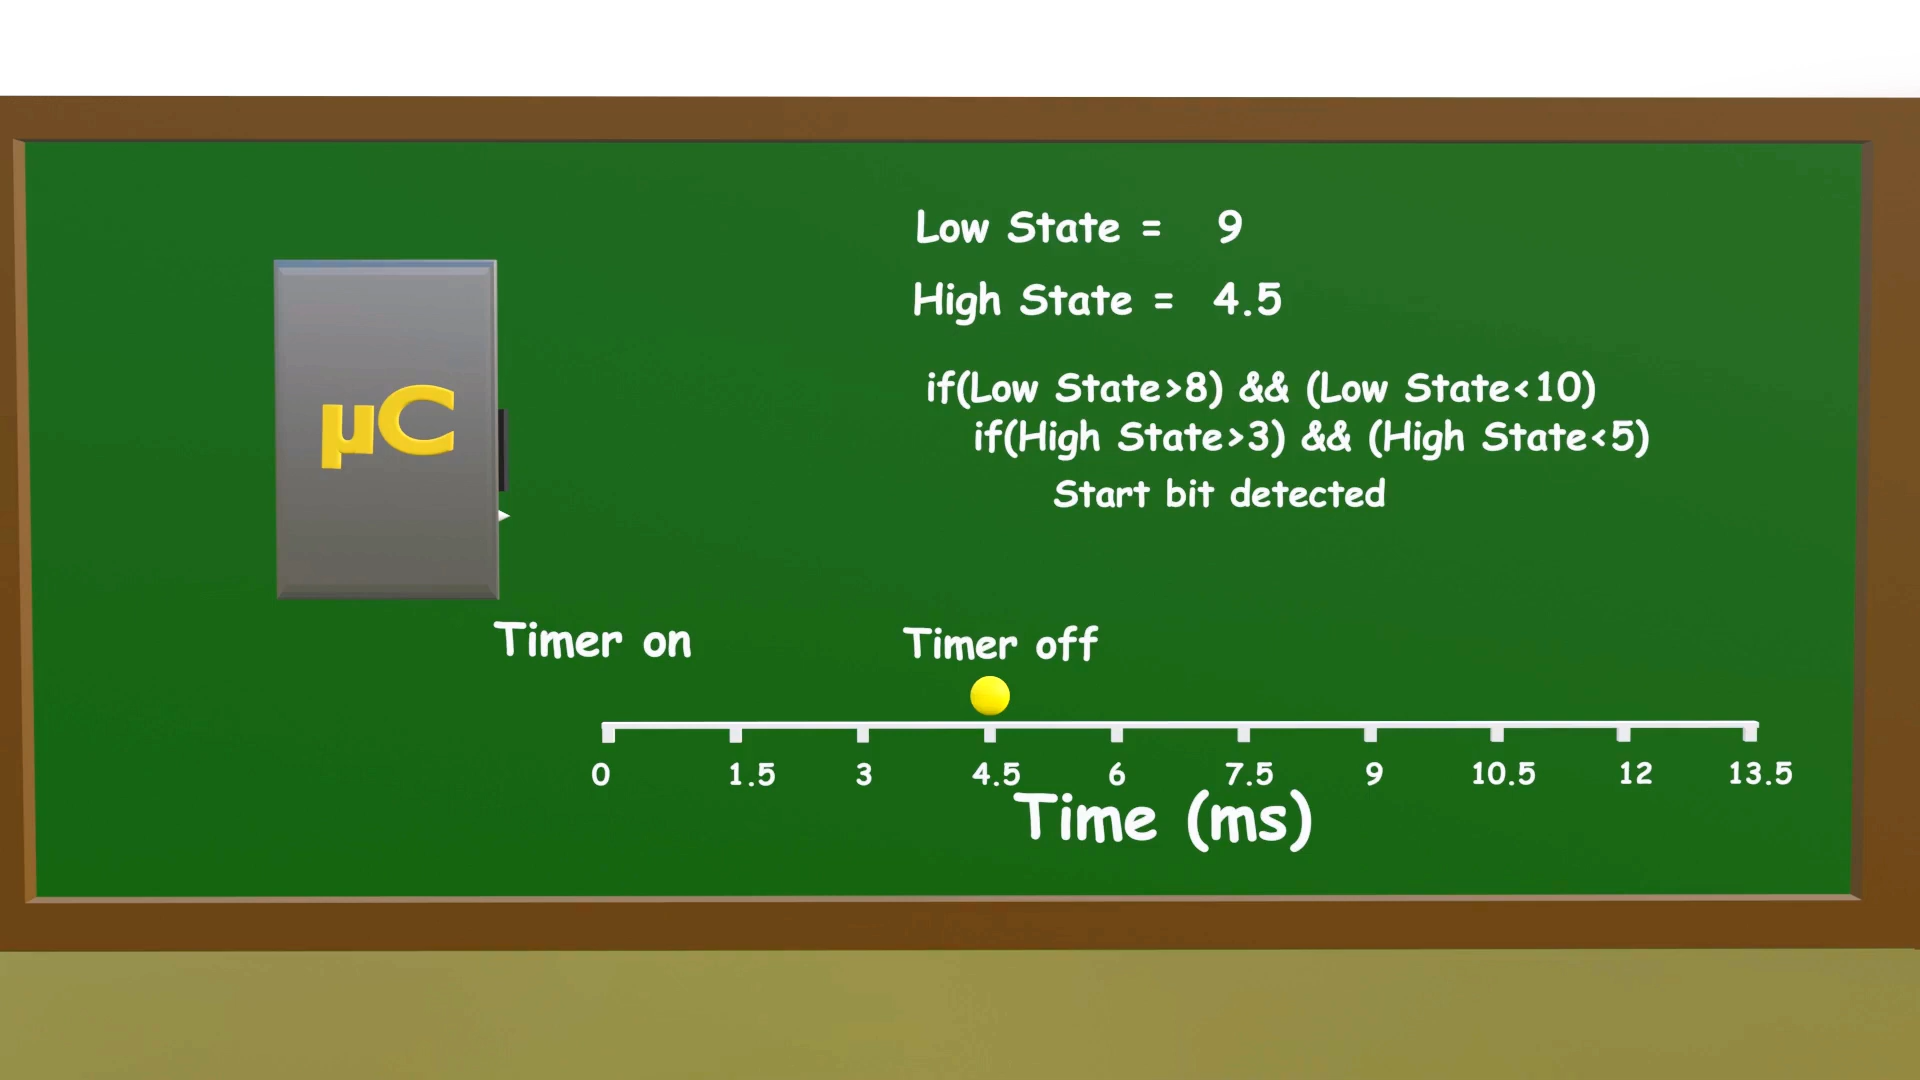 Low State = 9
High State = 4.5
if(Low State>8) && (Low State<10)
if(High State>3) && (High State<5)
Start bit detected
µC
Timer on
Timer off
0 1.5 3 4.5 6 7.5 9 10.5 12 13.5
Time (ms)